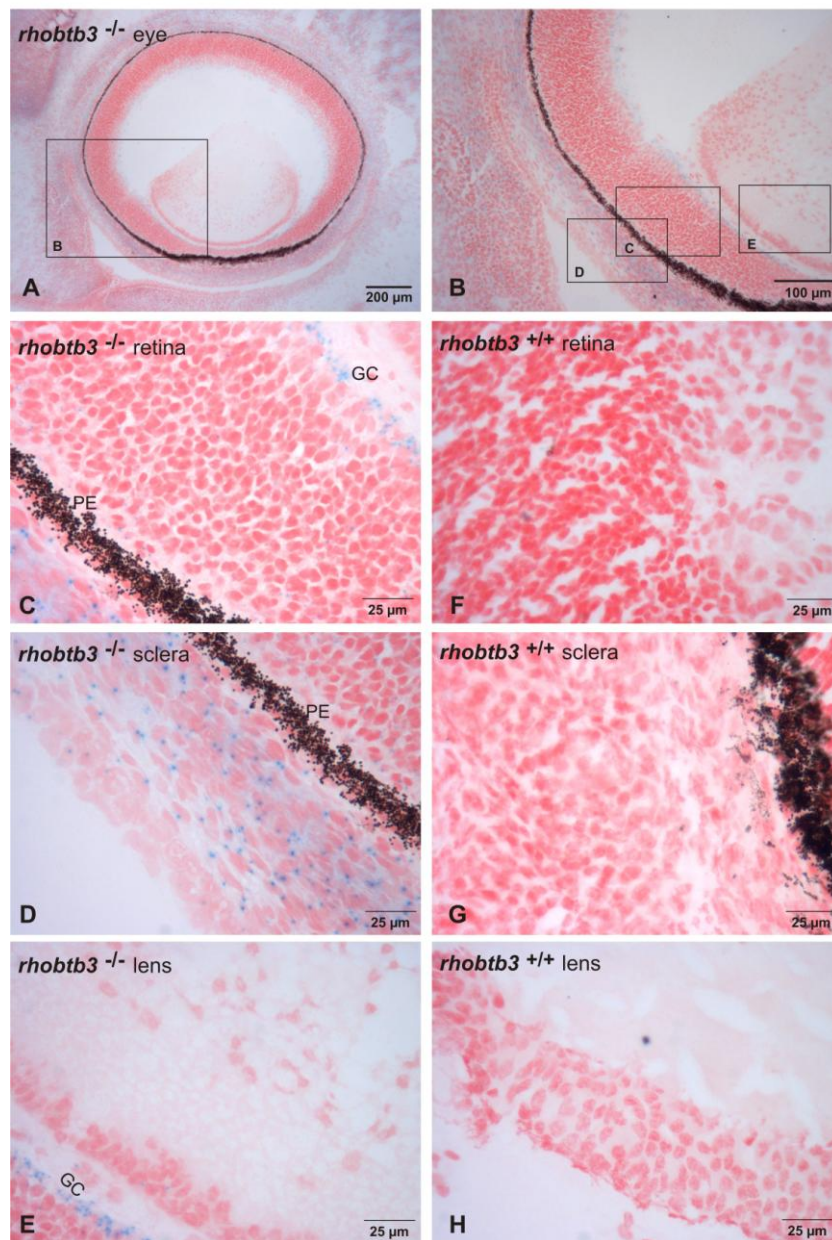 rhobtb3 -/- eye
B
A
200 µm
C
D
E
B
100 µm
rhobtb3 -/- retina
GC
PE
C
25 µm
rhobtb3 +/+ retina
F
25 µm
rhobtb3 -/- sclera
PE
D
25 µm
rhobtb3 +/+ sclera
G
25 µm
rhobtb3 -/- lens
GC
E
25 µm
rhobtb3 +/+ lens
H
25 µm